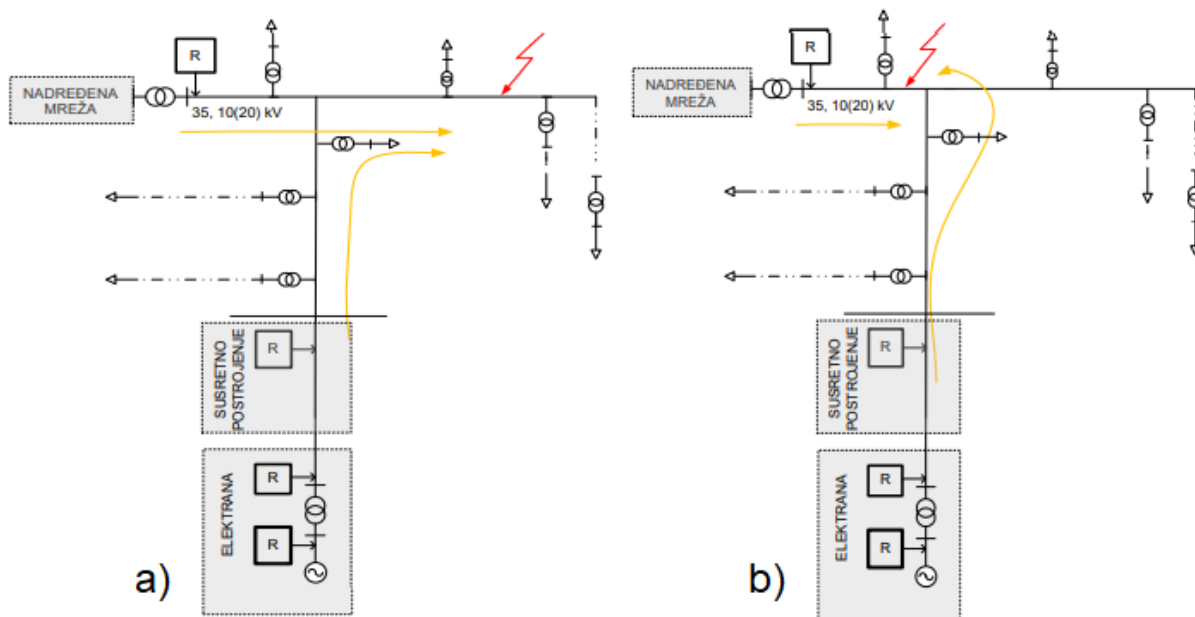 R
NADREĐENA
MREŽA
35, 10(20) kV
SUSRETNO
POSTROJENJE
R
ELEKTRANA
R
R
a)
R
NADREĐENA
MREŽA
35, 10(20) kV
SUSRETNO
POSTROJENJE
R
ELEKTRANA
R
R
b)